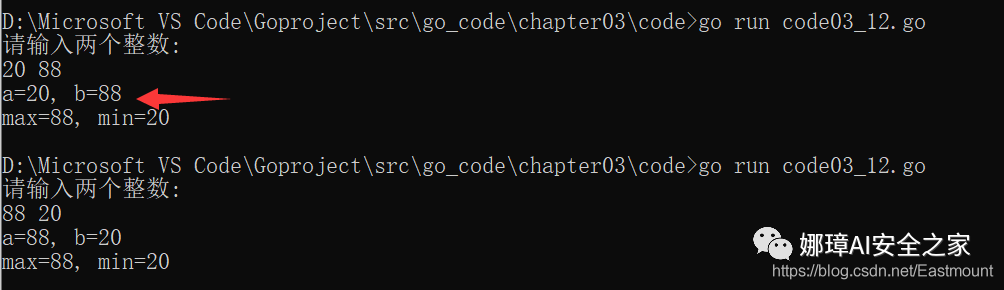 D:\Microsoft VS Code\Goproject\src\go_code\chapter03\code>go run code03_12.go
请输入两个整数:
20 88
a=20, b=88
max=88, min=20
D:\Microsoft VS Code\Goproject\src\go_code\chapter03\code>go run code03_12.go
请输入两个整数:
88 20
a=88, b=20
max=88, min=20
娜璋AI安全之家
https://blog.csdn.net/Eastmount